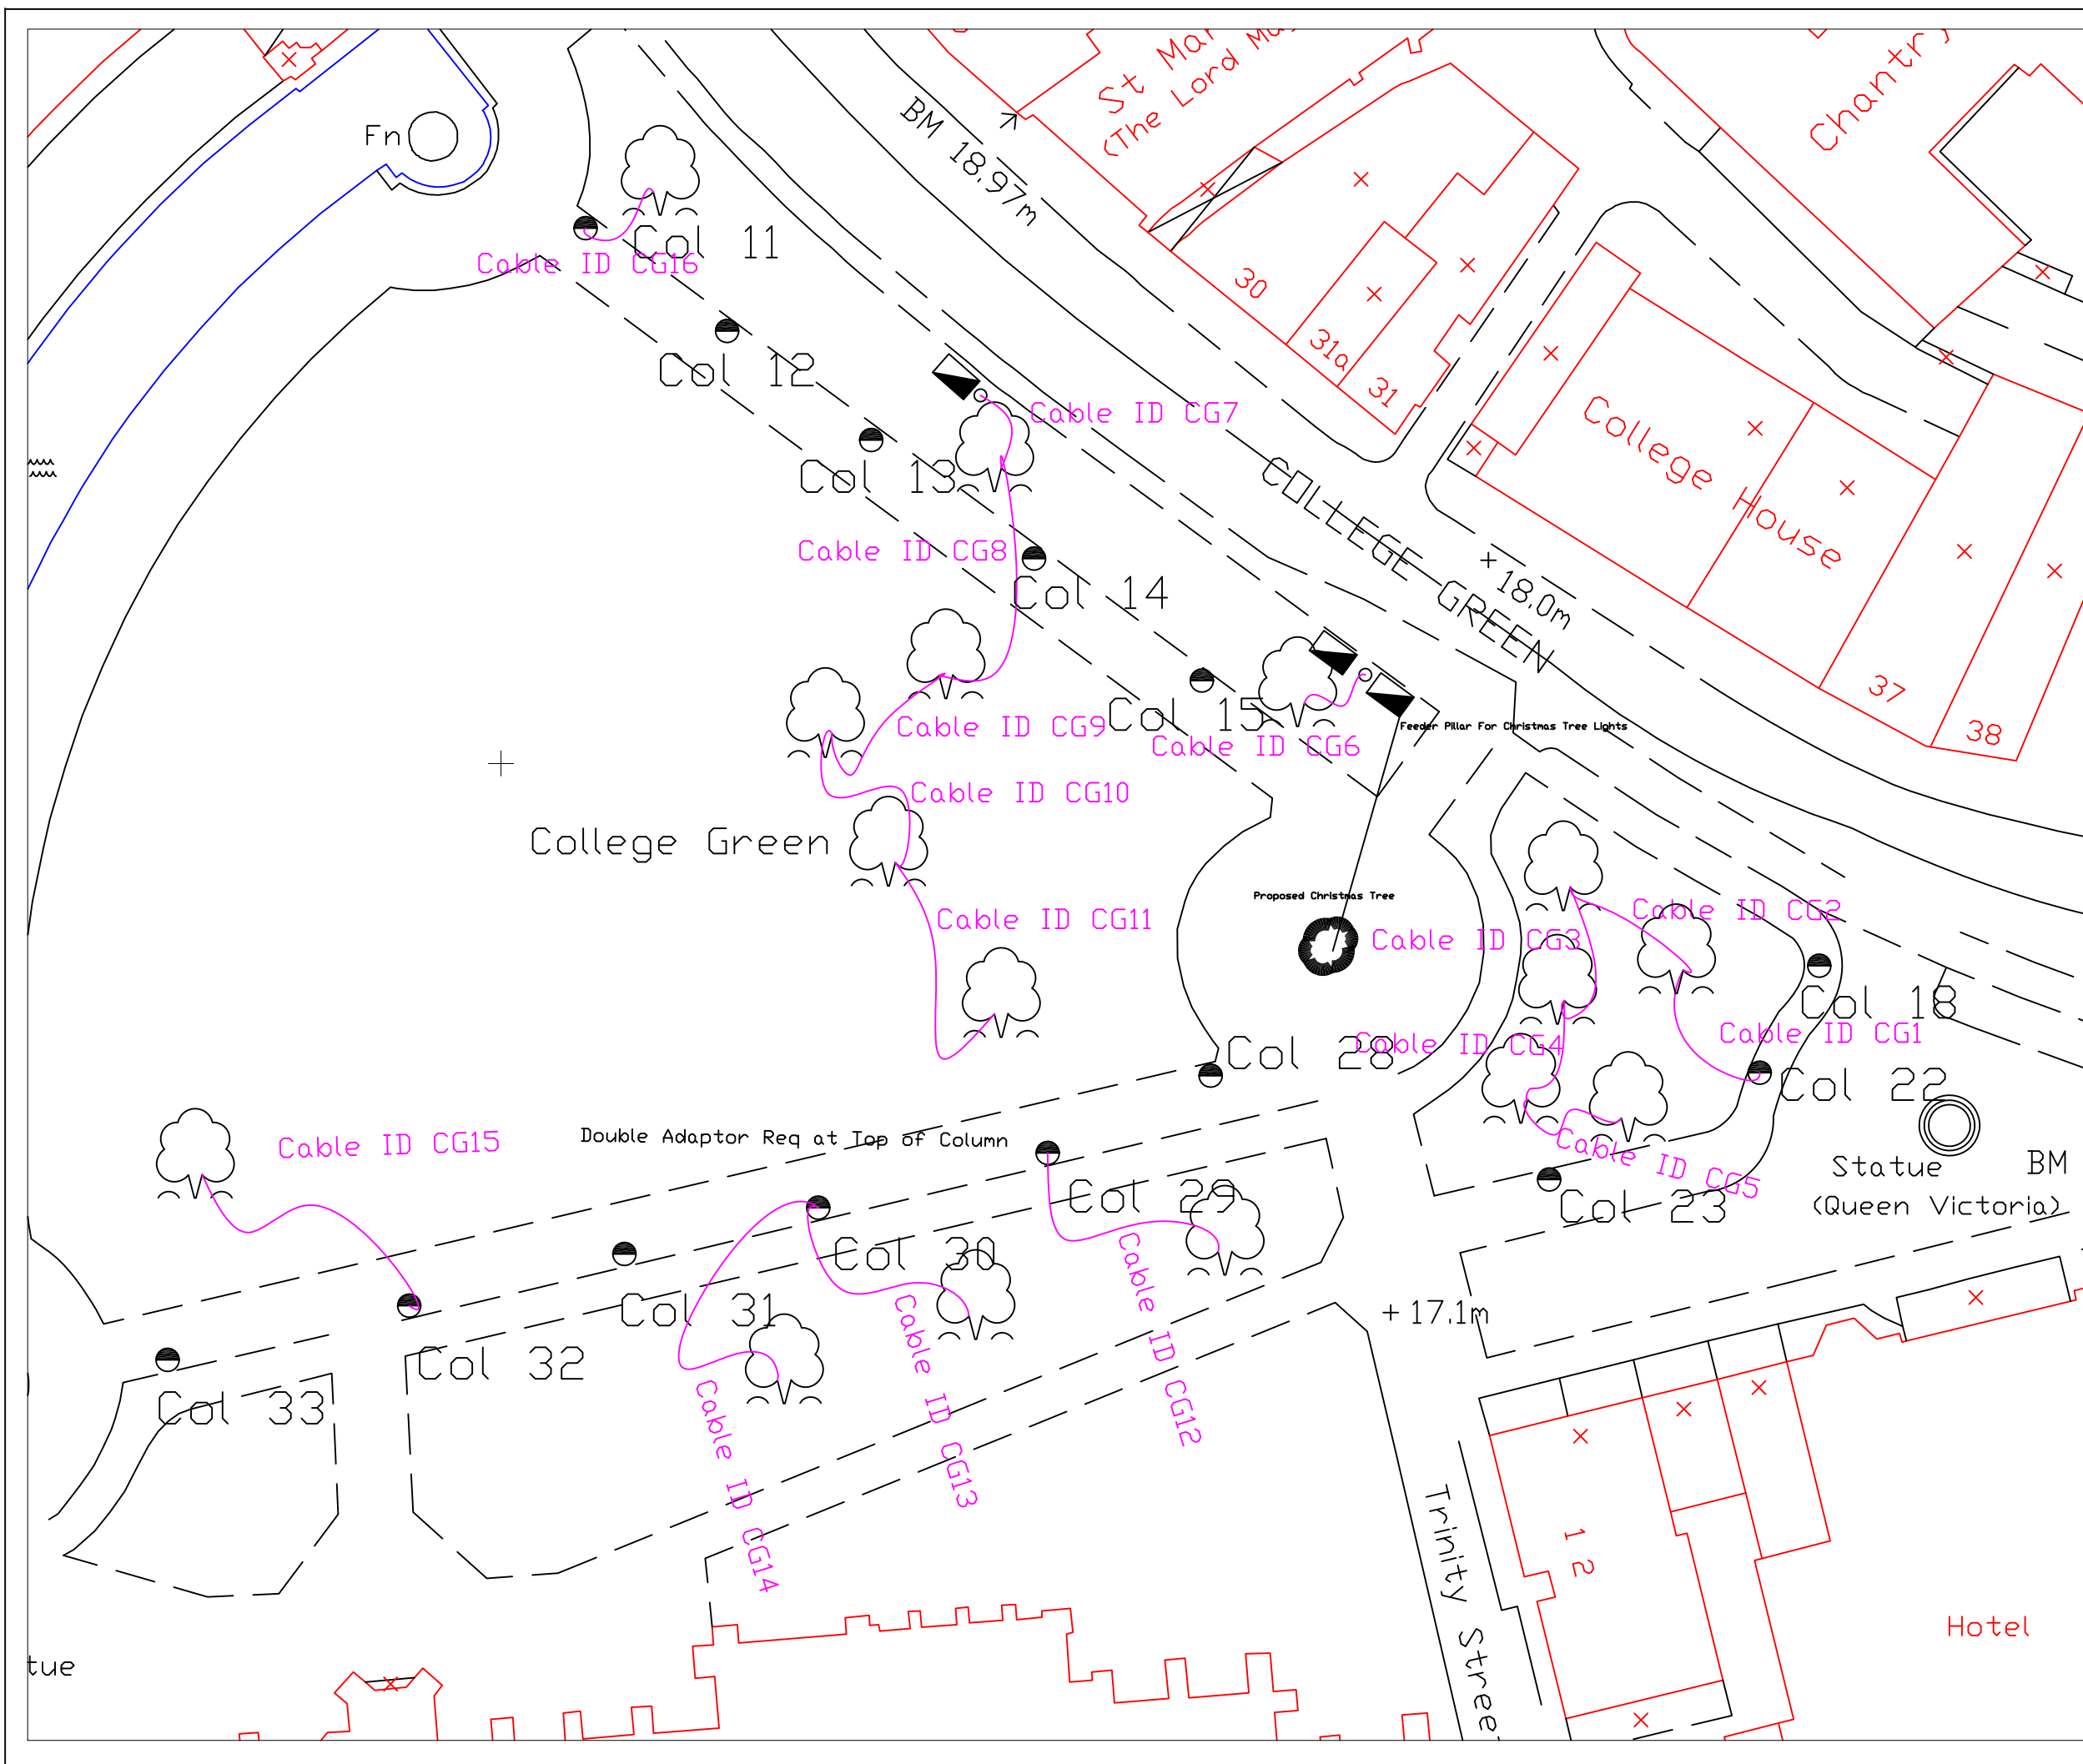 St Mar
(The Lord Ma
Chantry
Fn
BM 18.97m
Col 11
Cable ID CG16
30
31a
31
Col 12
Cable ID CG7
College
House
Col 13
COLLEGE GREEN
Cable ID CG8
+ 18.0m
Col 14
37
38
Col 15
Cable ID CG9
Feeder Pillar For Christmas Tree Lights
Cable ID CG6
Cable ID CG10
College Green
Proposed Christmas Tree
Cable ID CG11
Cable ID CG2
Cable ID CG3
Col 18
Cable ID CG1
Cable ID CG4
Col 28
Col 22
Cable ID CG15
Double Adaptor Req at Top of Column
Cable ID CG5
Statue
(Queen Victoria)
BM
Col 29
Col 23
Col 30
Cable ID CG12
Col 31
+ 17.1m
Cable ID CG13
Col 32
Cable ID CG14
Col 33
Trinity Stree
1 2
Hotel
tue